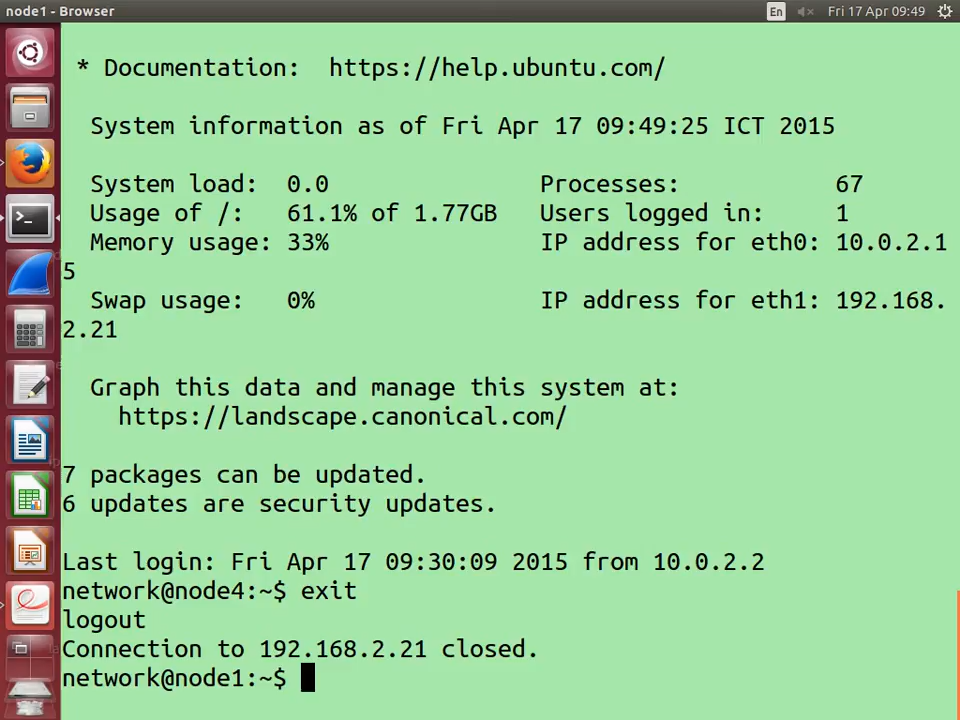 node1 - Browser
En
Fri 17 Apr 09:49
* Documentation:  https://help.ubuntu.com/
System information as of Fri Apr 17 09:49:25 ICT 2015
System load:  0.0               Processes:           67
Usage of /:   61.1% of 1.77GB   Users logged in:     1
Memory usage: 33%               IP address for eth0: 10.0.2.1
5
Swap usage:   0%                IP address for eth1: 192.168.
2.21
Graph this data and manage this system at:
https://landscape.canonical.com/
7 packages can be updated.
6 updates are security updates.
Last login: Fri Apr 17 09:30:09 2015 from 10.0.2.2
network@node4:~$ exit
logout
Connection to 192.168.2.21 closed.
network@node1:~$